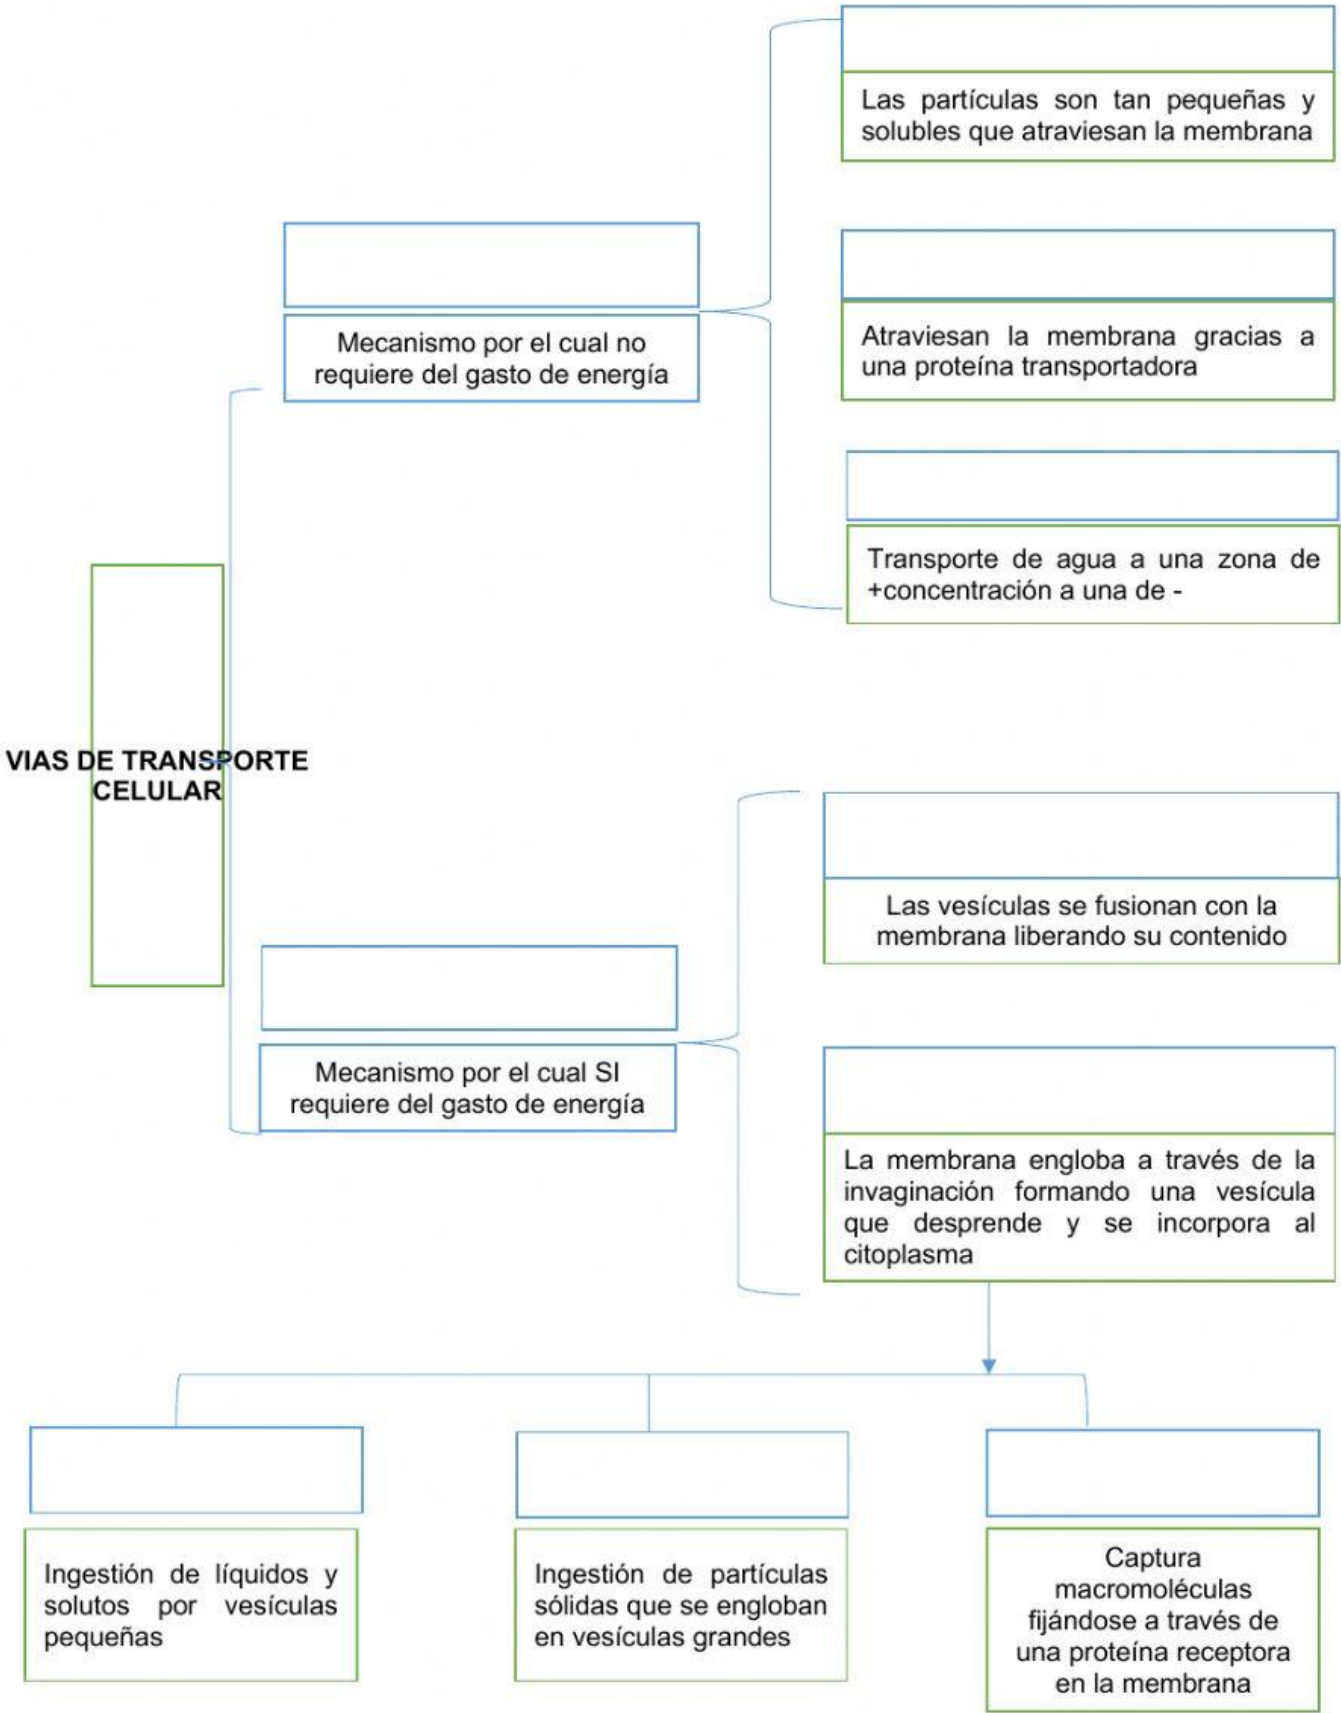 Las partículas son tan pequeñas y
solubles que atraviesan la membrana
Mecanismo por el cual no
requiere del gasto de energía
Atraviesan la membrana gracias a
una proteína transportadora
Transporte de agua a una zona de
+concentración a una de -
VIAS DE TRANSPORTE
CELULAR
Las vesículas se fusionan con la
membrana liberando su contenido
Mecanismo por el cual SI
requiere del gasto de energía
La membrana engloba a través de la
invaginación formando una vesícula
que desprende y se incorpora al
citoplasma
Ingestión de líquidos y
solutos por vesículas
pequeñas
Ingestión de partículas
sólidas que se engloban
en vesículas grandes
Captura
macromoléculas
fijándose a través de
una proteína receptora
en la membrana